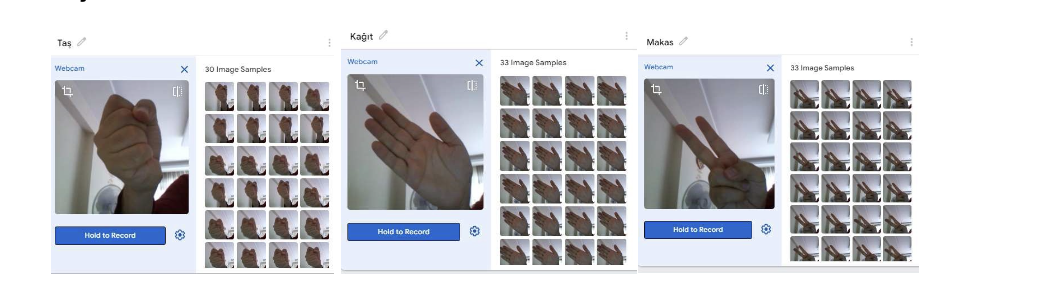 Taş
Webcam
30 Image Samples
Hold to Record
Kağıt
Webcam
33 Image Samples
Hold to Record
Makas
Webcam
33 Image Samples
Hold to Record